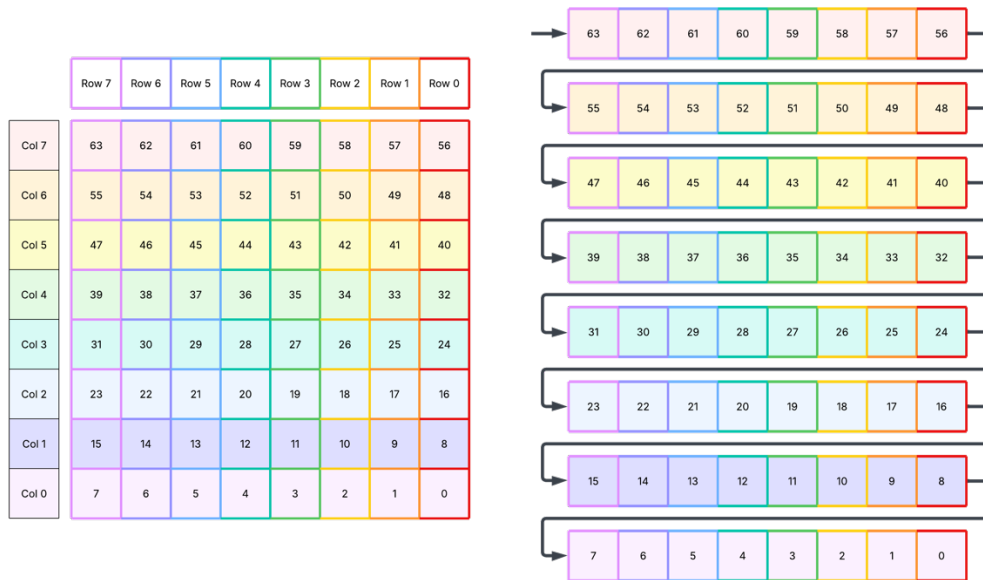 Row 7 Row 6 Row 5 Row 4 Row 3 Row 2 Row 1 Row 0
Col 7 63 62 61 60 59 58 57 56
Col 6 55 54 53 52 51 50 49 48
Col 5 47 46 45 44 43 42 41 40
Col 4 39 38 37 36 35 34 33 32
Col 3 31 30 29 28 27 26 25 24
Col 2 23 22 21 20 19 18 17 16
Col 1 15 14 13 12 11 10 9 8
Col 0 7 6 5 4 3 2 1 0
63 62 61 60 59 58 57 56
55 54 53 52 51 50 49 48
47 46 45 44 43 42 41 40
39 38 37 36 35 34 33 32
31 30 29 28 27 26 25 24
23 22 21 20 19 18 17 16
15 14 13 12 11 10 9 8
7 6 5 4 3 2 1 0